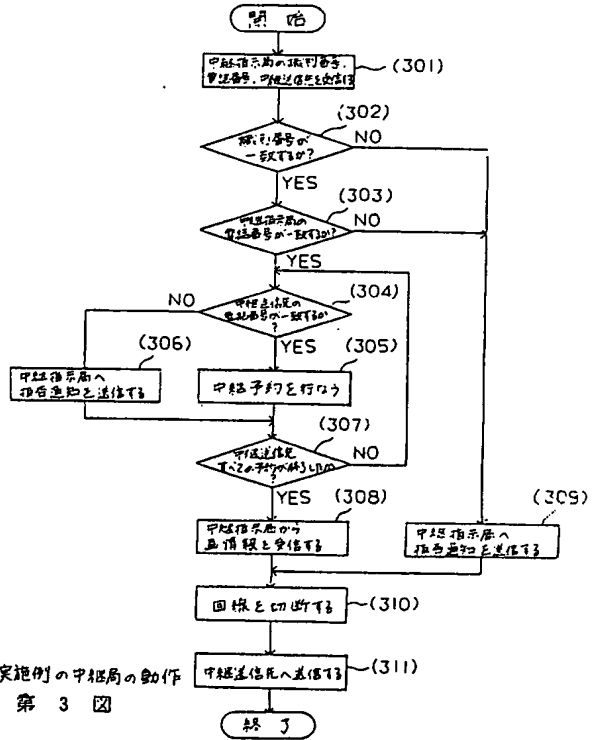 開始
中継指示局の識別番号、
電話番号、中継送信先を受信する
(301)
(302)
識別番号が
一致するか?
NO
YES
(303)
中継指示局の
電話番号が一致するか?
NO
YES
(304)
中継送信先の
電話番号が一致するか
?
NO
YES
(306)
中継指示局へ
拒否通知を送信する
(305)
中継予約を行なう
(307)
中継送信先
すべての予約が終了したか
?
NO
YES
(308)
中継指示局から
画情報を受信する
(309)
中継指示局へ
拒否通知を送信する
回線を切断する
(310)
中継送信先へ送信する
(311)
終了
実施例の中継局の動作
第 3 図